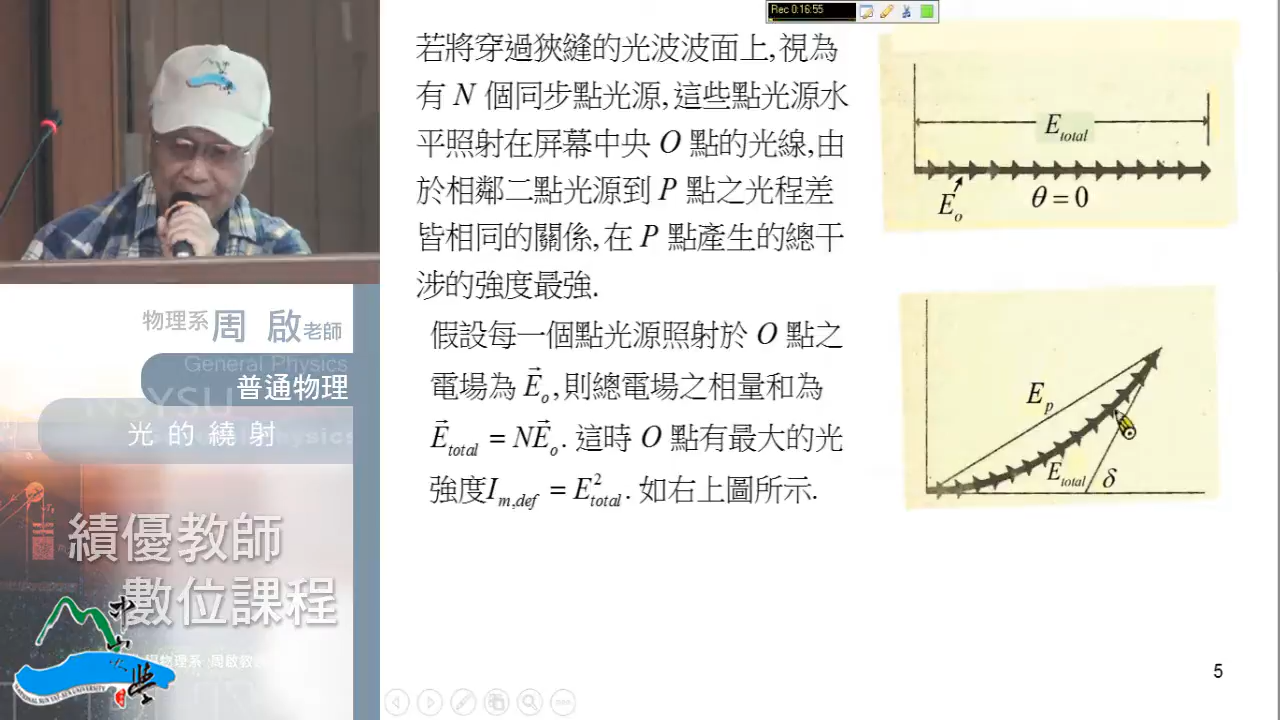 Rec 0:16:55
若將穿過狹縫的光波波面上,視為
有 N 個同步點光源,這些點光源水
平照射在屏幕中央 O 點的光線,由
於相鄰二點光源到 P 點之光程差
皆相同的關係,在 P 點產生的總干
涉的強度最強.
假設每一個點光源照射於 O 點之
電場為 E⃗o,則總電場之相量和為
E⃗total = NE⃗o. 這時 O 點有最大的光
強度Im,def = E²total. 如右上圖所示.
Etotal
Eo
θ = 0
Ep
Etotal
δ
物理系 周 啟 老師
General Physics
普通物理
NSYSU
光 的 繞 射
績優教師
數位課程
5